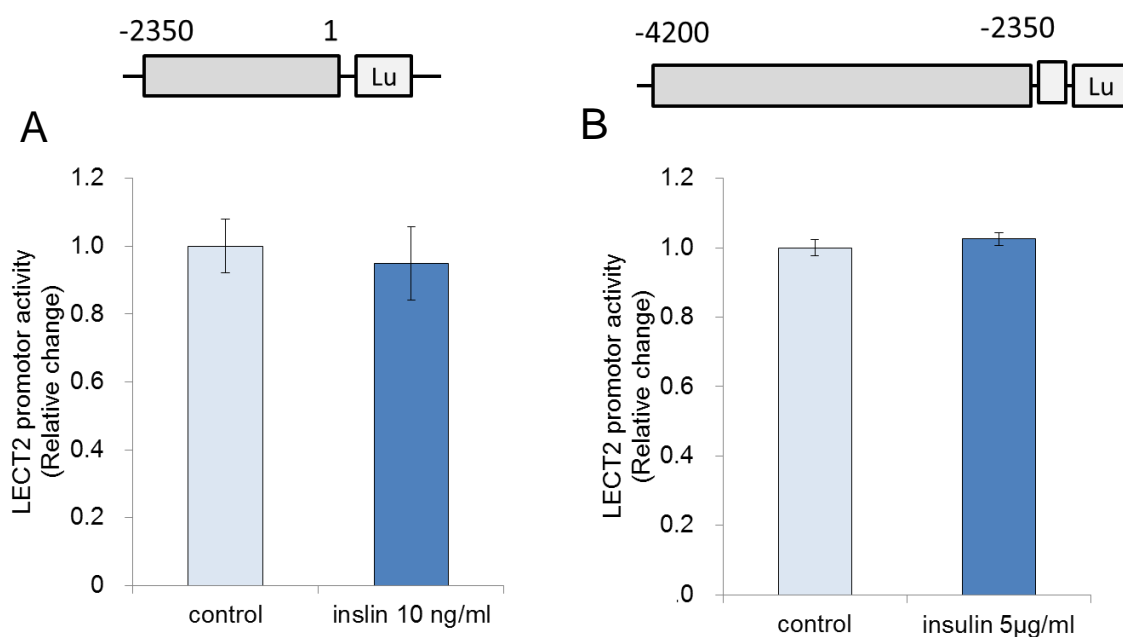 -2350 1
Lu
A
LECT2 promotor activity
(Relative change)
1.2
1.0
0.8
0.6
0.4
0.2
0
control
inslin 10 ng/ml
-4200 -2350
Lu
B
LECT2 promotor activity
(Relative change)
1.2
1.0
0.8
0.6
0.4
0.2
.0
control
insulin 5µg/ml